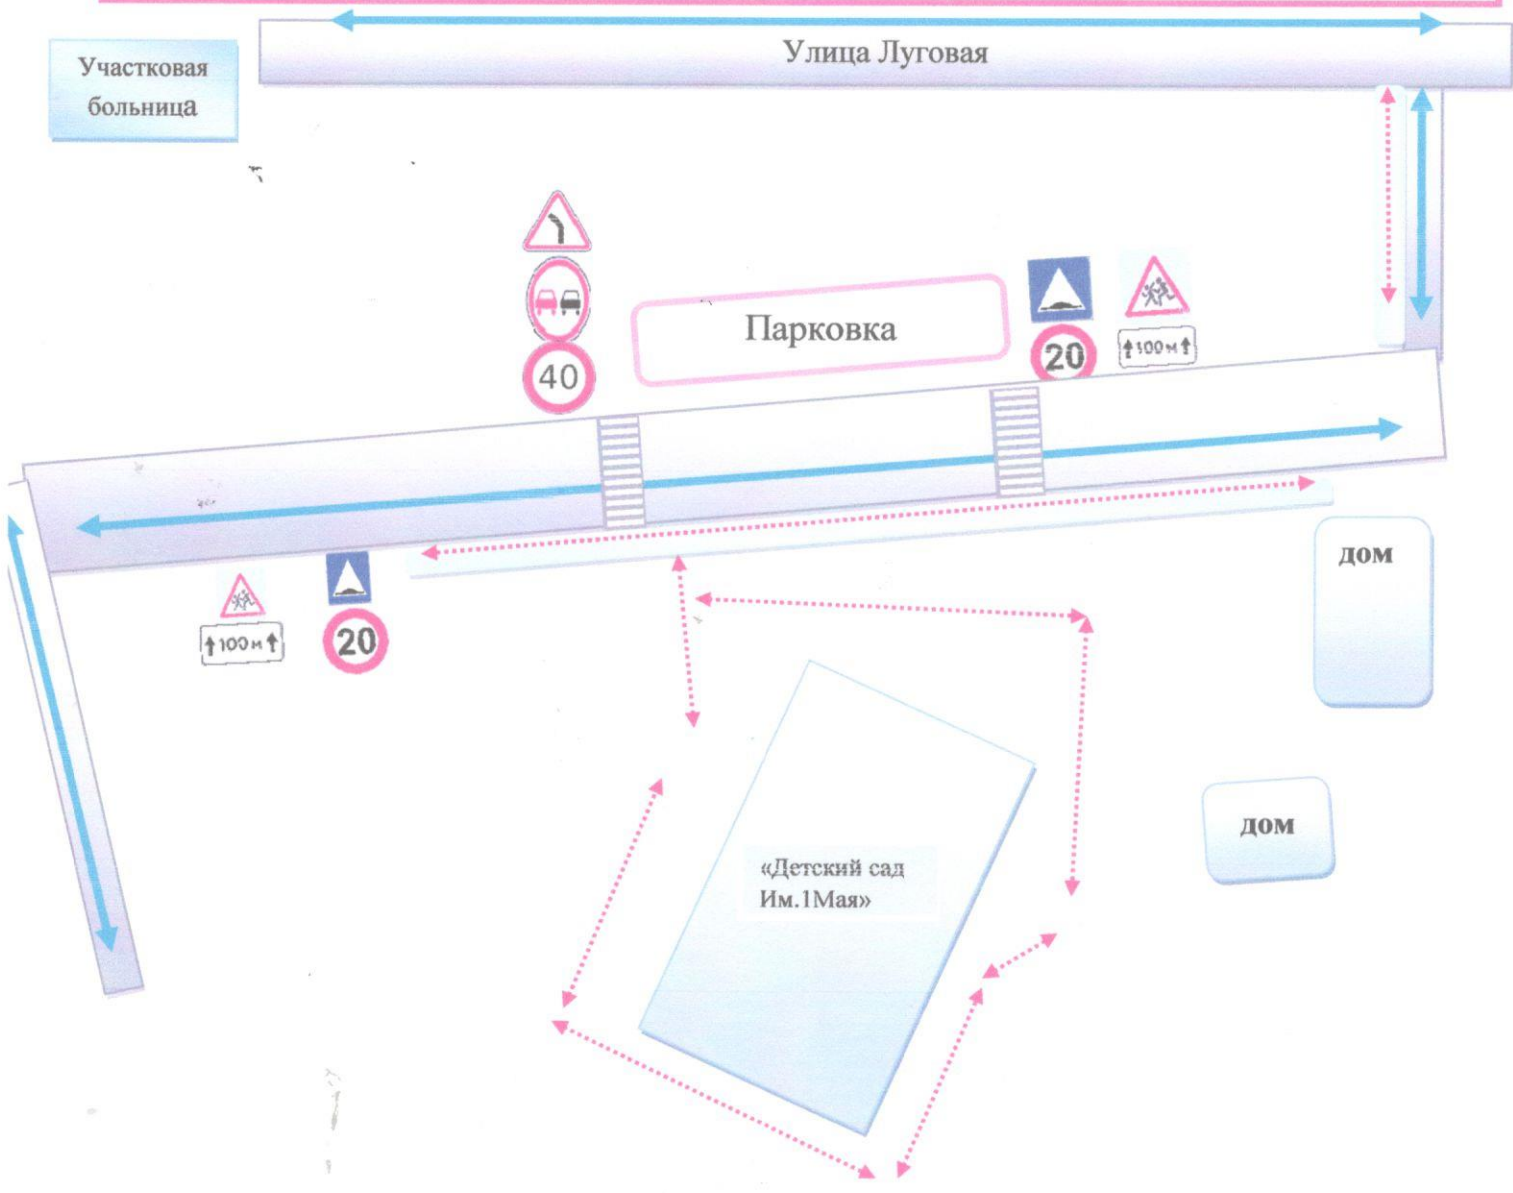 Улица Луговая
Участковая
больница
Парковка
40
20
100м
дом
100м
20
дом
«Детский сад
Им.1Мая»